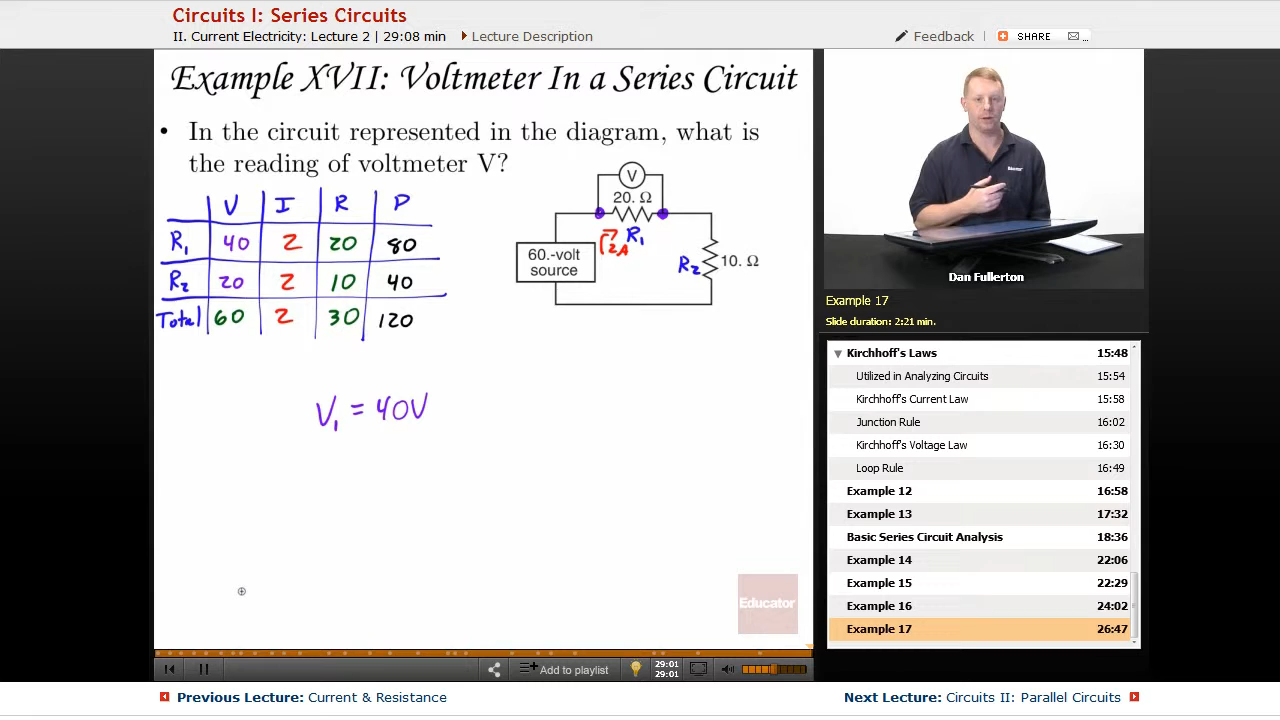 Circuits I: Series Circuits
II. Current Electricity: Lecture 2 | 29:08 min
Lecture Description
Feedback
SHARE
Example XVII: Voltmeter In a Series Circuit
• In the circuit represented in the diagram, what is
the reading of voltmeter V?
V I R P
R1 40 2 20 80
R2 20 2 10 40
Total 60 2 30 120
V
20. Ω
R1
2A
60.-volt
source
R2
10. Ω
V1 = 40V
Educator
Dan Fullerton
Example 17
Slide duration: 2:21 min.
Kirchhoff's Laws 15:48
Utilized in Analyzing Circuits 15:54
Kirchhoff's Current Law 15:58
Junction Rule 16:02
Kirchhoff's Voltage Law 16:30
Loop Rule 16:49
Example 12 16:58
Example 13 17:32
Basic Series Circuit Analysis 18:36
Example 14 22:06
Example 15 22:29
Example 16 24:02
Example 17 26:47
Add to playlist
29:01
29:01
Previous Lecture: Current & Resistance
Next Lecture: Circuits II: Parallel Circuits